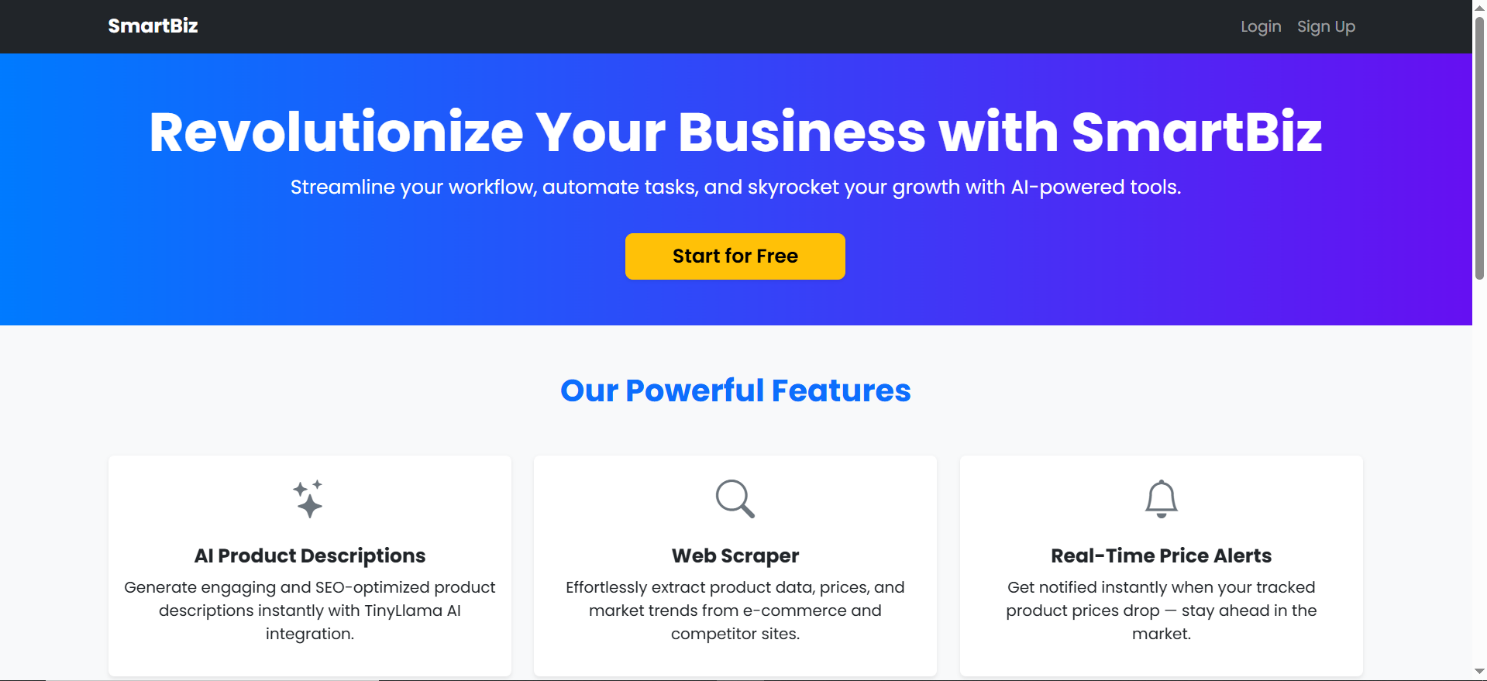 SmartBiz
Login Sign Up
Revolutionize Your Business with SmartBiz
Streamline your workflow, automate tasks, and skyrocket your growth with AI-powered tools.
Start for Free
Our Powerful Features
AI Product Descriptions
Generate engaging and SEO-optimized product
descriptions instantly with TinyLlama AI
integration.
Web Scraper
Effortlessly extract product data, prices, and
market trends from e-commerce and
competitor sites.
Real-Time Price Alerts
Get notified instantly when your tracked
product prices drop — stay ahead in the
market.